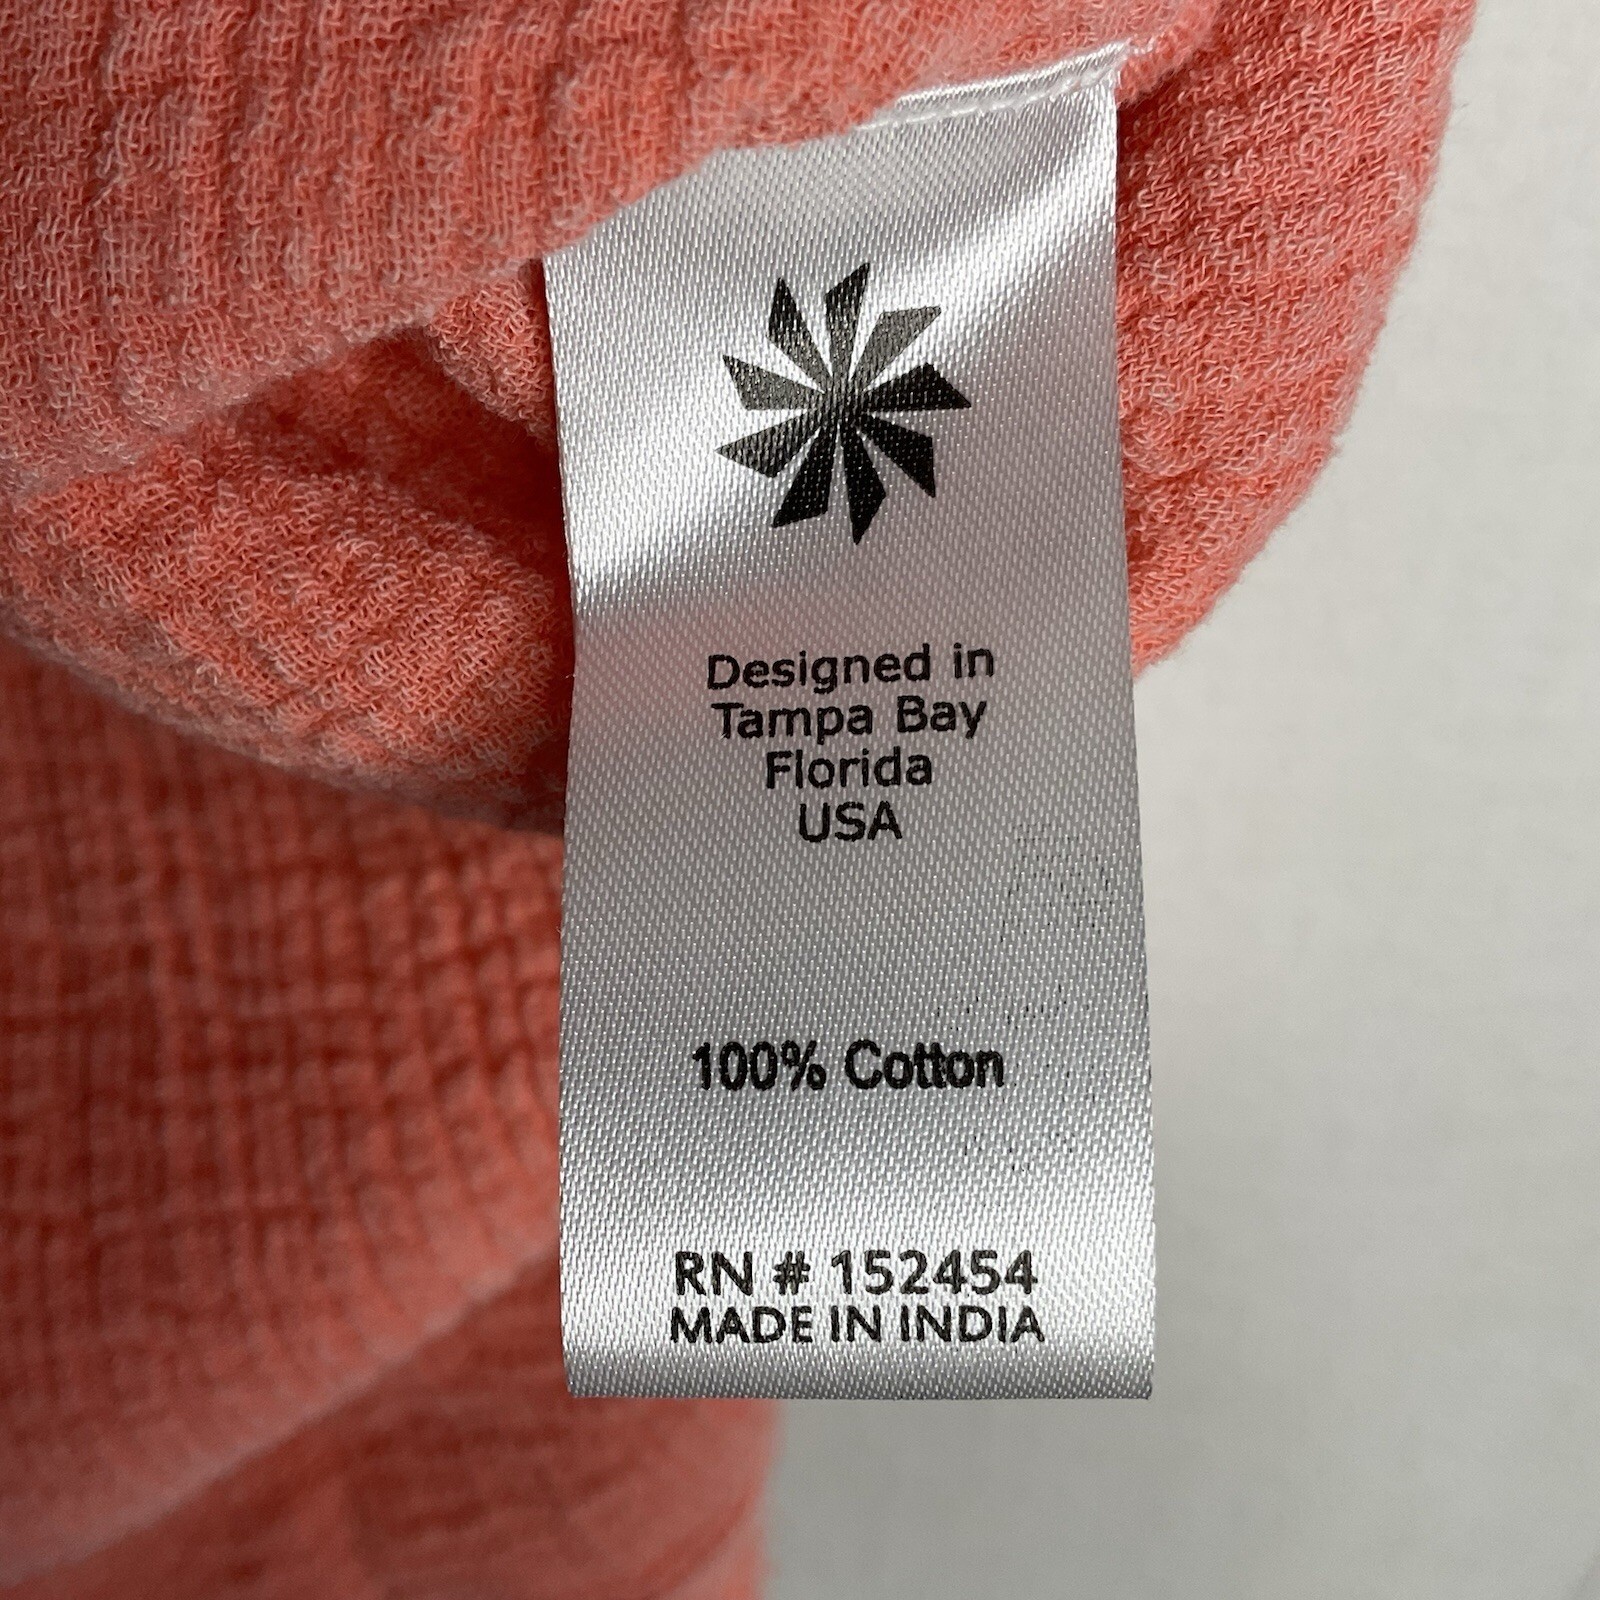 Designed in
Tampa Bay
Florida
USA
100% Cotton
RN # 152454
MADE IN INDIA